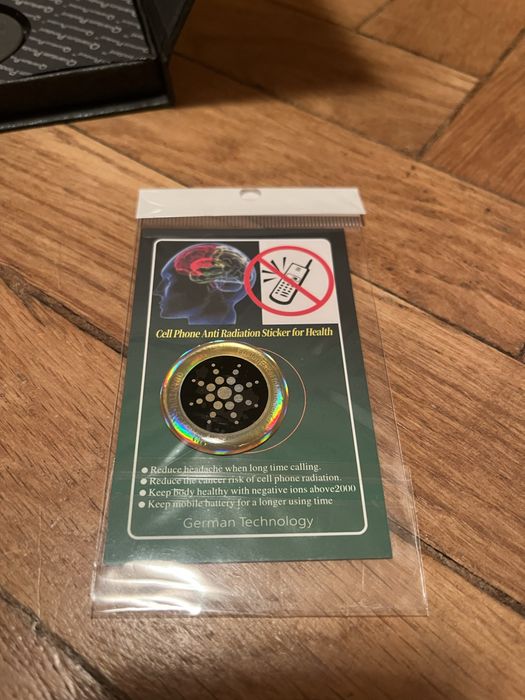 Cell Phone Anti Radiation Sticker for Health
● Reduce headache when long time calling.
● Reduce the cancer risk of cell phone radiation.
● Keep body healthy with negative ions above2000
● Keep mobile battery for a longer using time
German Technology